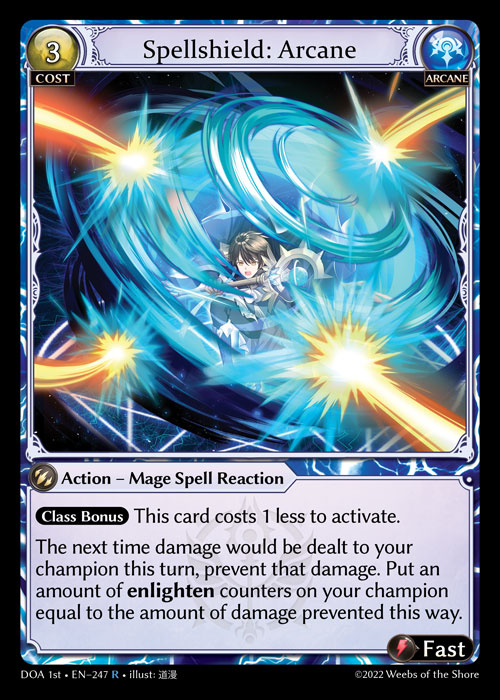 3
Spellshield: Arcane
COST
ARCANE
Action – Mage Spell Reaction
Class Bonus This card costs 1 less to activate.
The next time damage would be dealt to your
champion this turn, prevent that damage. Put an
amount of enlighten counters on your champion
equal to the amount of damage prevented this way.
Fast
DOA 1st • EN–247 R • illust: 道漫
©2022 Weebs of the Shore